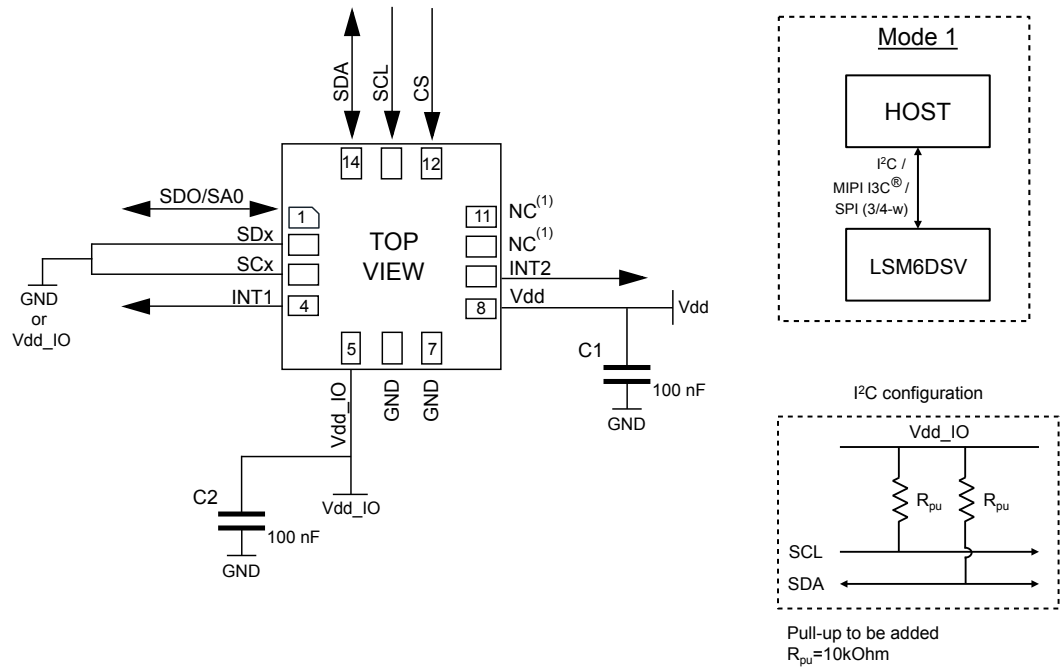 SDA
SCL
CS
14
12
SDO/SA0
1
SDx
SCx
GND
or
Vdd_IO
INT1
4
TOP
VIEW
11
NC(1)
NC(1)
INT2
Vdd
8
Vdd
5
7
Vdd_IO
GND
GND
C1
100 nF
GND
C2
100 nF
GND
Vdd_IO
Mode 1
HOST
I²C /
MIPI I3C® /
SPI (3/4-w)
LSM6DSV
I²C configuration
Vdd_IO
Rpu
Rpu
SCL
SDA
Pull-up to be added
Rpu=10kOhm